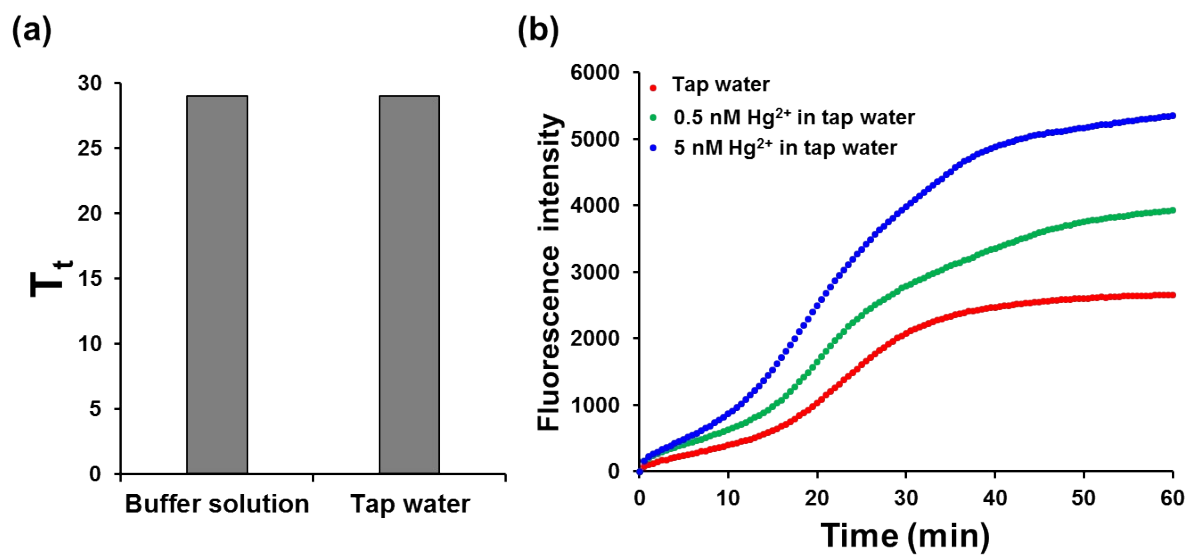 (a)
30
25
20
15
10
5
0
T_t
Buffer solution
Tap water
(b)
6000
5000
4000
3000
2000
1000
0
Fluorescence intensity
Tap water
0.5 nM Hg²⁺ in tap water
5 nM Hg²⁺ in tap water
0 10 20 30 40 50 60
Time (min)